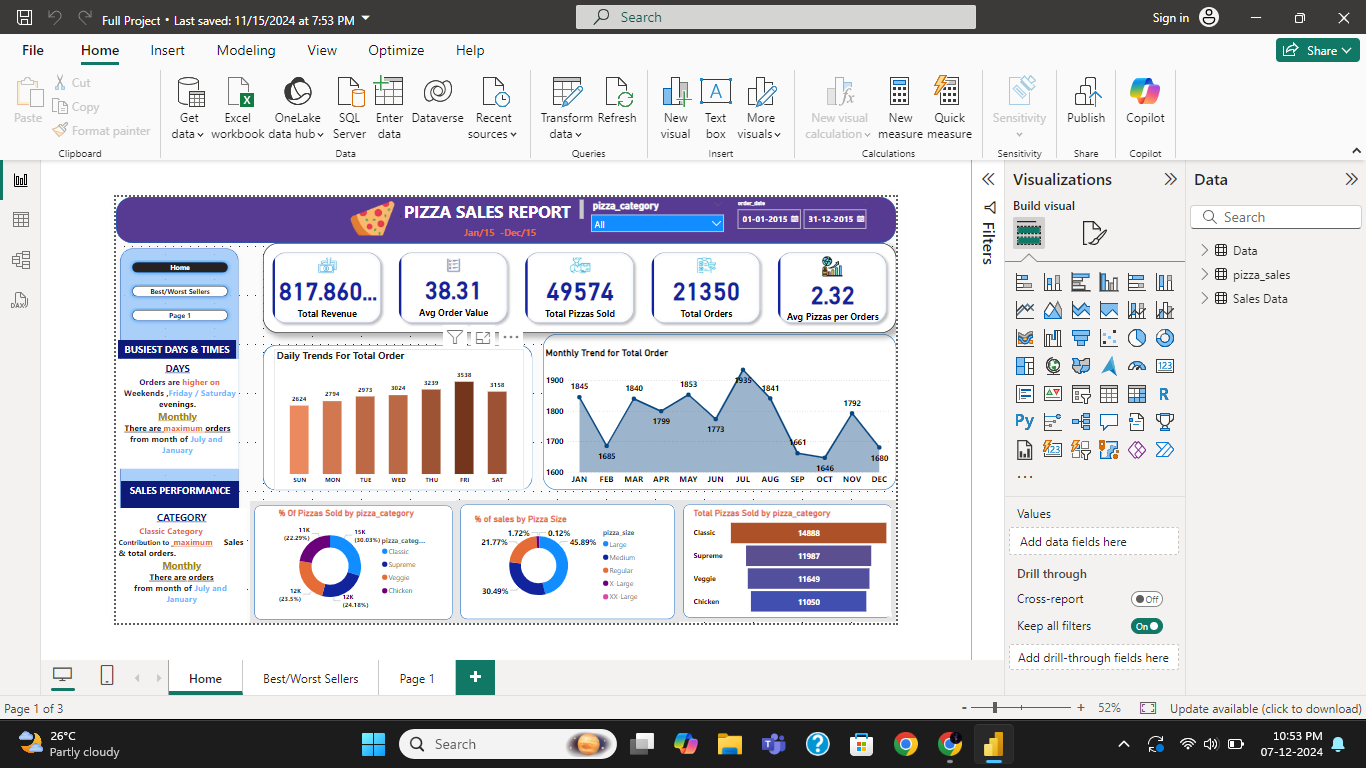 Full Project • Last saved: 11/15/2024 at 7:53 PM
Search
Sign in
File
Home
Insert
Modeling
View
Optimize
Help
Share
Paste
Cut
Copy
Format painter
Clipboard
Get data
Excel workbook
OneLake data hub
SQL Server
Enter data
Dataverse
Recent sources
Data
Transform data
Refresh
Queries
New visual
Text box
More visuals
Insert
New visual calculation
New measure
Quick measure
Calculations
Sensitivity
Sensitivity
Publish
Share
Copilot
Copilot
PIZZA SALES REPORT
Jan/15 -Dec/15
pizza_category
All
order_date
01-01-2015
31-12-2015
Home
Best/Worst Sellers
Page 1
817.860...
Total Revenue
38.31
Avg Order Value
49574
Total Pizzas Sold
21350
Total Orders
2.32
Avg Pizzas per Orders
BUSIEST DAYS & TIMES
DAYS
Orders are higher on
Weekends ,Friday / Saturday
evenings.
Monthly
There are maximum orders
from month of July and
January
SALES PERFORMANCE
CATEGORY
Classic Category
Contribution to maximum Sales
& total orders.
Monthly
There are orders
from month of July and
January
Daily Trends For Total Order
2624
2794
2973
3024
3239
3538
3158
SUN
MON
TUE
WED
THU
FRI
SAT
Monthly Trend for Total Order
1900
1800
1700
1600
1845
1685
1840
1799
1853
1773
1935
1841
1661
1646
1792
1680
JAN
FEB
MAR
APR
MAY
JUN
JUL
AUG
SEP
OCT
NOV
DEC
% Of Pizzas Sold by pizza_category
11K
(22.29%)
15K
(30.03%)
12K
(23.5%)
12K
(24.18%)
pizza_categ...
Classic
Supreme
Veggie
Chicken
% of sales by Pizza Size
1.72%
0.12%
21.77%
45.89%
30.49%
pizza_size
Large
Medium
Regular
X Large
XX Large
Total Pizzas Sold by pizza_category
Classic
14888
Supreme
11987
Veggie
11649
Chicken
11050
Filters
Visualizations
Build visual
123
R
Py
Values
Add data fields here
Drill through
Cross-report
Off
Keep all filters
On
Add drill-through fields here
Data
Search
Data
pizza_sales
Sales Data
Home
Best/Worst Sellers
Page 1
+
Page 1 of 3
- + 52%
Update available (click to download)
26°C
Partly cloudy
Search
10:53 PM
07-12-2024